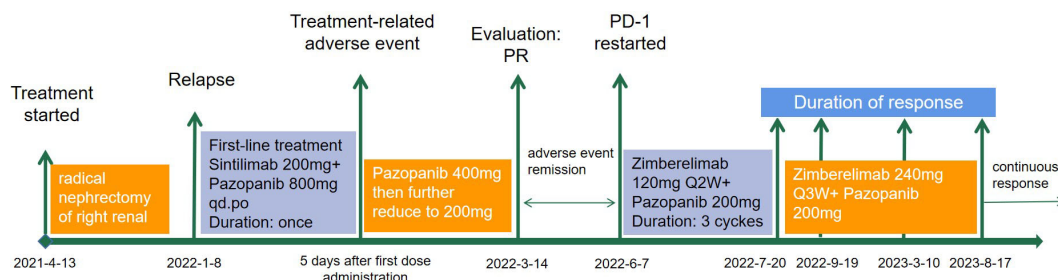 Treatment
started
Relapse
Treatment-related
adverse event
Evaluation:
PR
PD-1
restarted
Duration of response
radical
nephrectomy
of right renal
First-line treatment
Sintilimab 200mg+
Pazopanib 800mg
qd.po
Duration: once
Pazopanib 400mg
then further
reduce to 200mg
adverse event
remission
Zimberelimab
120mg Q2W+
Pazopanib 200mg
Duration: 3 cyckes
Zimberelimab 240mg
Q3W+ Pazopanib
200mg
continuous
response
2021-4-13
2022-1-8
5 days after first dose
administration
2022-3-14
2022-6-7
2022-7-20
2022-9-19
2023-3-10
2023-8-17